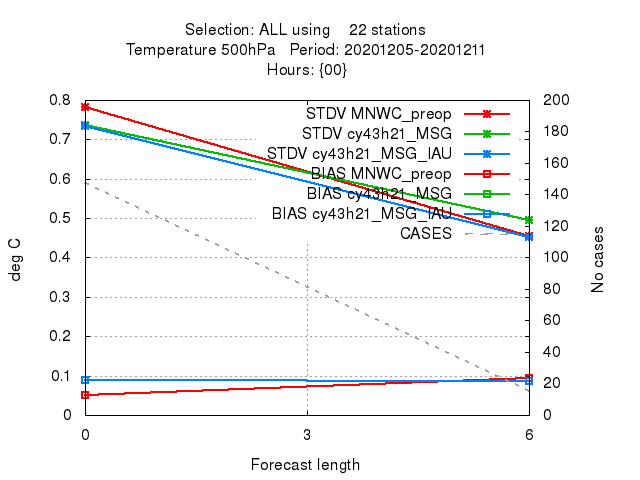 Selection: ALL using 22 stations
Temperature 500hPa Period: 20201205-20201211
Hours: {00}
0.8
0.7
0.6
0.5
0.4
0.3
0.2
0.1
0
deg C
STDV MNWC_preop
STDV cy43h21_MSG
STDV cy43h21_MSG_IAU
BIAS MNWC_preop
BIAS cy43h21_MSG
BIAS cy43h21_MSG_IAU
CASES
200
180
160
140
120
100
80
60
40
20
0
No cases
0 3 6
Forecast length